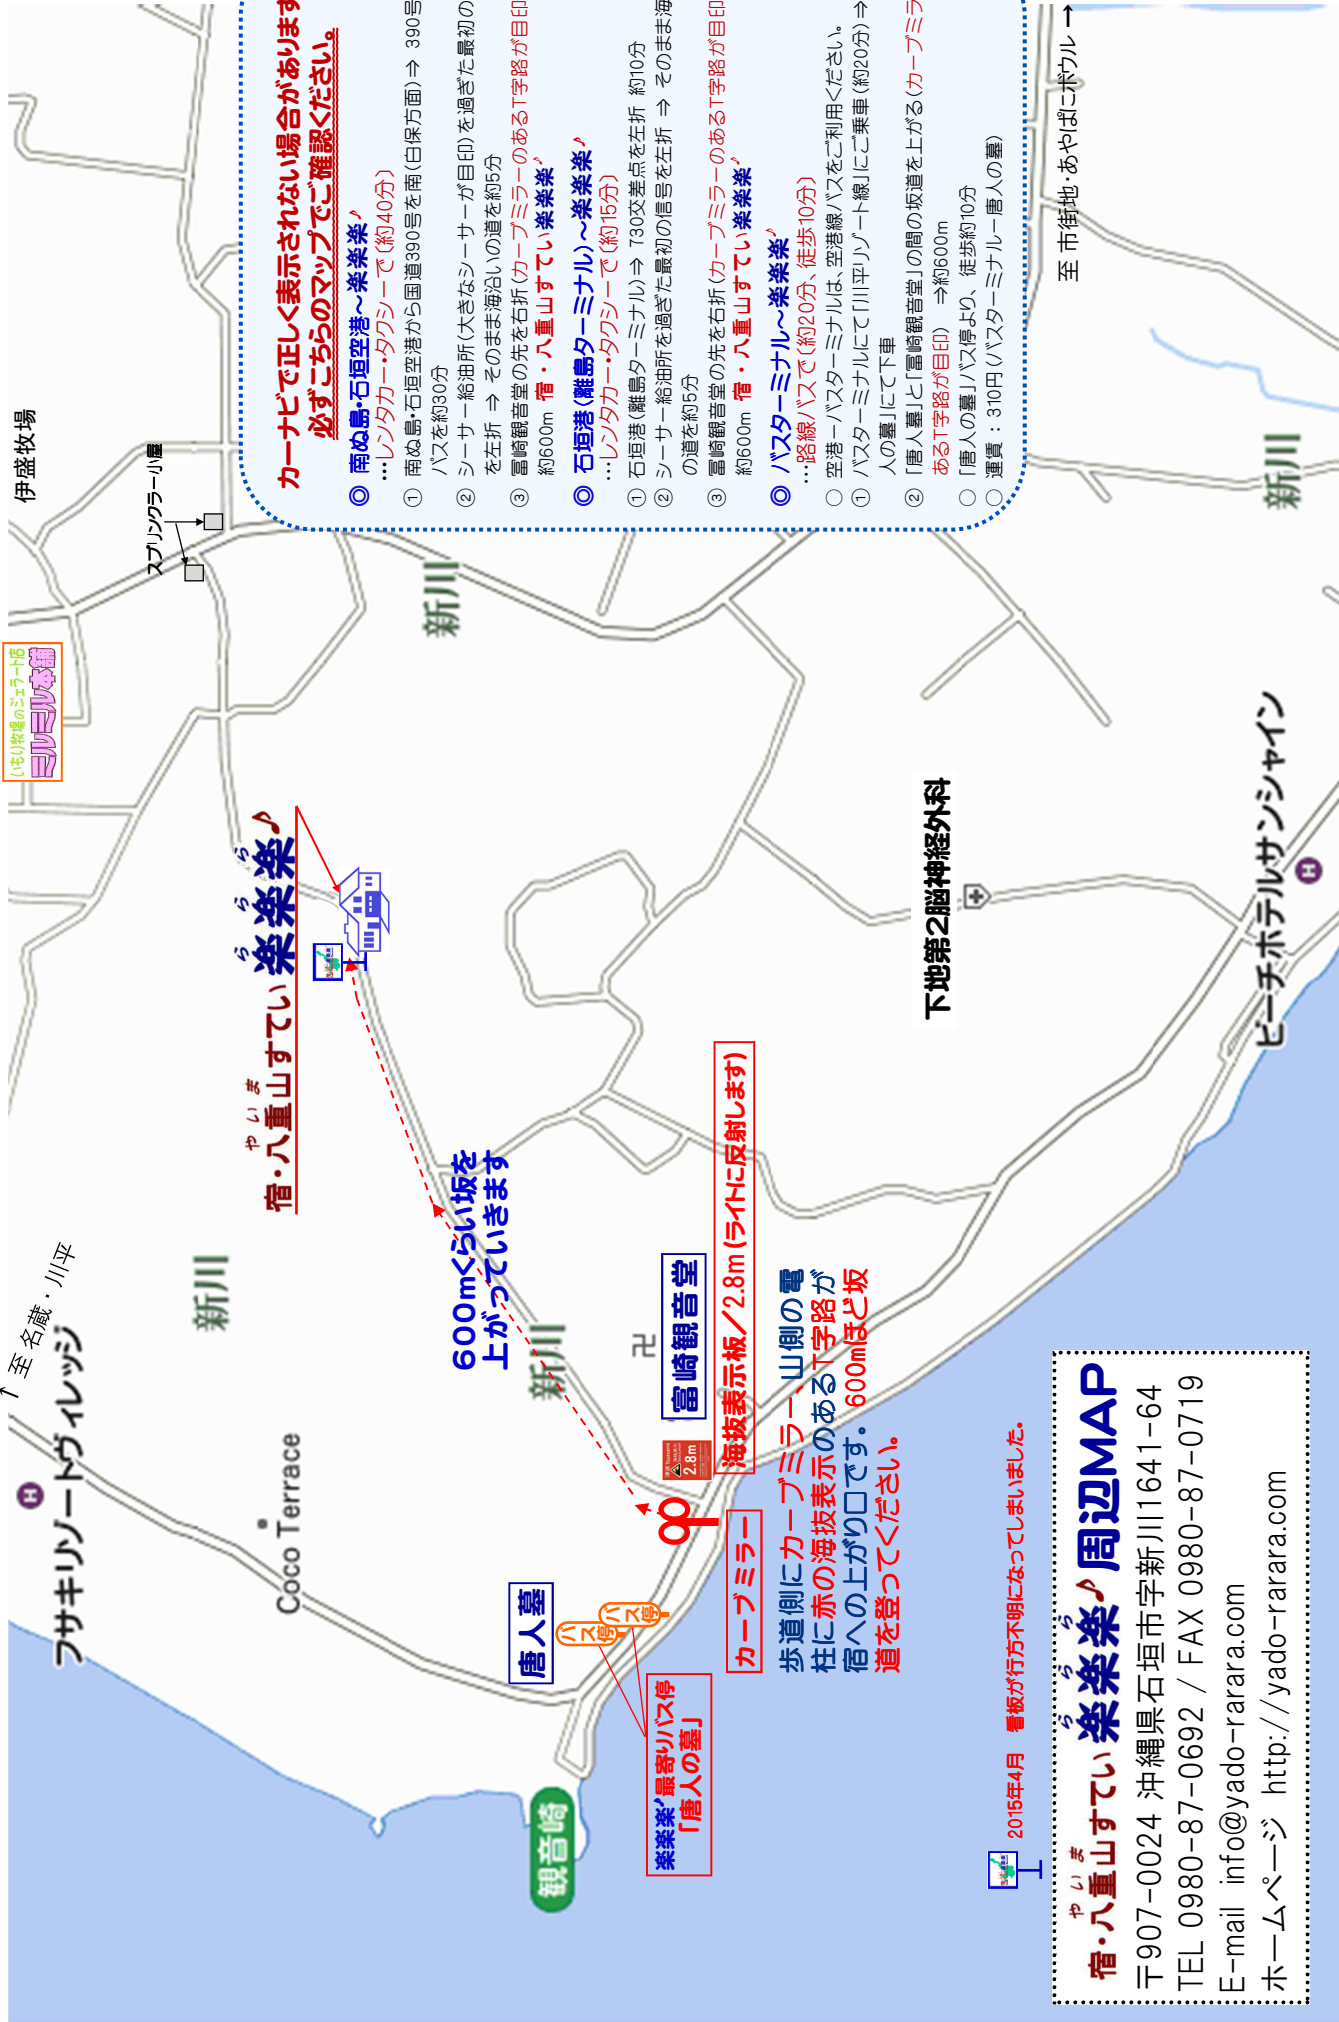 ↑ 至 名蔵・川平
フサキリゾートヴィレッジ
Coco Terrace
新川
やいま ら ら ら
宿・八重山すてぃ 楽楽楽♪
いもり牧場のジェラート店
ミルミル本舗
伊盛牧場
スプリンクラー小屋
600mくらい坂を
上がっていきます
新川
新川
唐人墓
バス停
バス停
観音崎
楽楽楽♪最寄りバス停
「唐人の墓」
卍
富崎観音堂
2.8m
海抜表示板/2.8m(ライトに反射します)
カーブミラー
歩道側にカーブミラー、山側の電
柱に赤の海抜表示のあるT字路が
宿への上がり口です。600mほど坂
道を登ってください。
下地第2脳神経外科
ビーチホテルサンシャイン
新川
至 市街地・あやぱにボウル →
カーナビで正しく表示されない場合があります
必ずこちらのマップでご確認ください。
◎ 南ぬ島・石垣空港~楽楽楽♪
…レンタカー・タクシーで(約40分)
① 南ぬ島・石垣空港から国道390号を南(白保方面)⇒ 390号
バスを約30分
② シーサー給油所(大きなシーサーが目印)を過ぎた最初の
を左折 ⇒ そのまま海沿いの道を約5分
③ 冨崎観音堂の先を右折(カーブミラーのあるT字路が目印
約600m 宿・八重山すてい楽楽楽♪
◎ 石垣港(離島ターミナル)~楽楽楽♪
…レンタカー・タクシーで(約15分)
① 石垣港(離島ターミナル)⇒ 730交差点を左折 約10分
② シーサー給油所を過ぎた最初の信号を左折 ⇒ そのまま海
の道を約5分
③ 冨崎観音堂の先を右折(カーブミラーのあるT字路が目印
約600m 宿・八重山すてい楽楽楽♪
◎ バスターミナル~楽楽楽♪
…路線バスで(約20分、徒歩10分)
○ 空港ーバスターミナルは、空港線バスをご利用ください。
① バスターミナルにて「川平リゾート線」にご乗車(約20分)⇒
人の墓」にて下車
② 「唐人墓」と「冨崎観音堂」の間の坂道を上がる(カーブミラ
あるT字路が目印) ⇒約600m
○ 「唐人の墓」バス停より、徒歩約10分
○ 運賃:310円(バスターミナルー唐人の墓)
2015年4月 看板が行方不明になってしまいました。
やいま ら ら ら
宿・八重山すてぃ 楽楽楽♪ 周辺MAP
〒907-0024 沖縄県石垣市字新川1641-64
TEL 0980-87-0692 / FAX 0980-87-0719
E-mail info@yado-rarara.com
ホームページ http://yado-rarara.com